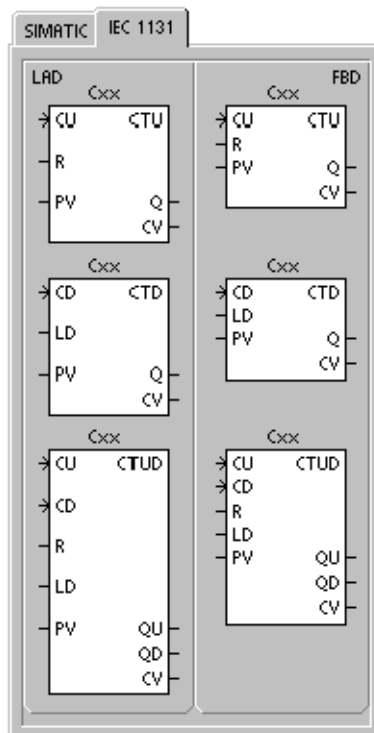 SIMATIC IEC 1131
LAD
Cxx
CU CTU
R
PV Q
CV
Cxx
CD CTD
LD
PV Q
CV
Cxx
CU CTUD
CD
R
LD
PV QU
QD
CV
FBD
Cxx
CU CTU
R
PV Q
CV
Cxx
CD CTD
LD
PV Q
CV
Cxx
CU CTUD
CD
R
LD
PV QU
QD
CV